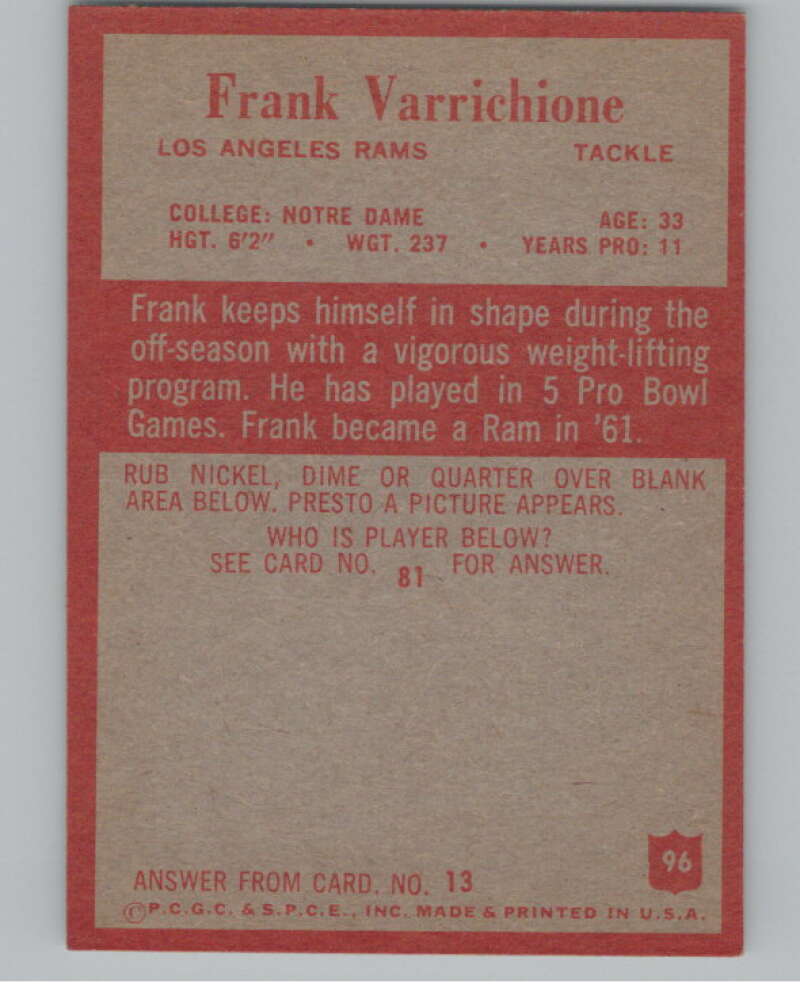 Frank Varrichione
LOS ANGELES RAMS TACKLE
COLLEGE: NOTRE DAME AGE: 33
HGT. 6'2" • WGT. 237 • YEARS PRO: 11
Frank keeps himself in shape during the
off-season with a vigorous weight-lifting
program. He has played in 5 Pro Bowl
Games. Frank became a Ram in '61.
RUB NICKEL, DIME OR QUARTER OVER BLANK
AREA BELOW. PRESTO A PICTURE APPEARS.
WHO IS PLAYER BELOW?
SEE CARD NO. 81 FOR ANSWER.
96
ANSWER FROM CARD. NO. 13
©P.C.G.C. & S.P.C.E., INC. MADE & PRINTED IN U.S.A.